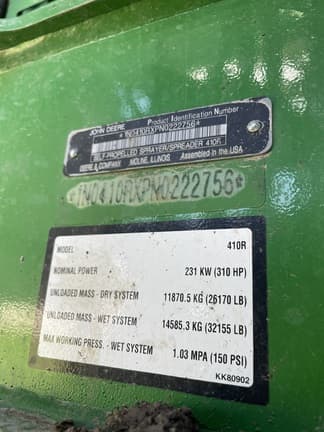 JOHN DEERE Product Identification Number
*1N0410RXPN0222756*
SELF-PROPELLED SPRAYER/SPREADER 410R
DEERE & COMPANY MOLINE, ILLINOIS Assembled in the USA
*1N0410RXPN0222756*
MODEL 410R
NOMINAL POWER 231 KW (310 HP)
UNLOADED MASS - DRY SYSTEM 11870.5 KG (26170 LB)
UNLOADED MASS - WET SYSTEM 14585.3 KG (32155 LB)
MAX WORKING PRESS. - WET SYSTEM 1.03 MPA (150 PSI)
KK80902